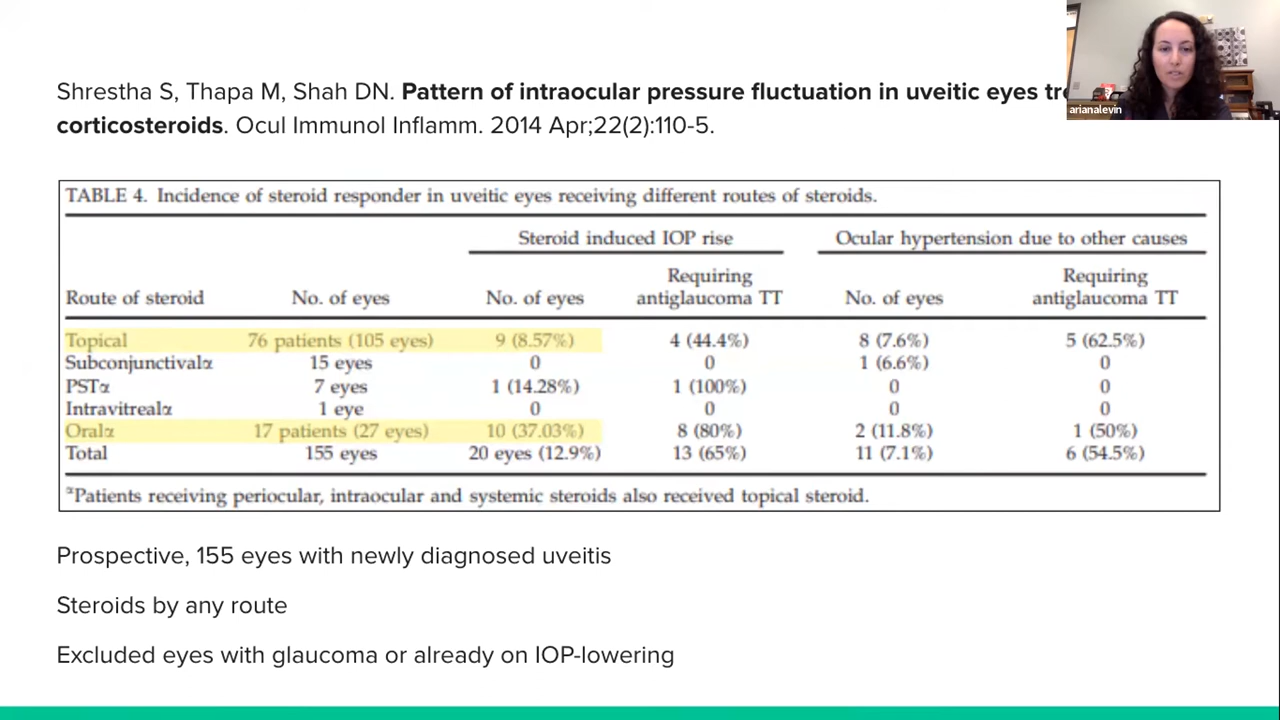 Shrestha S, Thapa M, Shah DN. Pattern of intraocular pressure fluctuation in uveitic eyes
corticosteroids. Ocul Immunol Inflamm. 2014 Apr;22(2):110-5.
arianalevin
TABLE 4. Incidence of steroid responder in uveitic eyes receiving different routes of steroids.
Steroid induced IOP rise Ocular hypertension due to other causes
Requiring Requiring
Route of steroid No. of eyes No. of eyes antiglaucoma TT No. of eyes antiglaucoma TT
Topical 76 patients (105 eyes) 9 (8.57%) 4 (44.4%) 8 (7.6%) 5 (62.5%)
Subconjunctivalα 15 eyes 0 0 1 (6.6%) 0
PSTα 7 eyes 1 (14.28%) 1 (100%) 0 0
Intravitrealα 1 eye 0 0 0 0
Oralα 17 patients (27 eyes) 10 (37.03%) 8 (80%) 2 (11.8%) 1 (50%)
Total 155 eyes 20 eyes (12.9%) 13 (65%) 11 (7.1%) 6 (54.5%)
αPatients receiving periocular, intraocular and systemic steroids also received topical steroid.
Prospective, 155 eyes with newly diagnosed uveitis
Steroids by any route
Excluded eyes with glaucoma or already on IOP-lowering